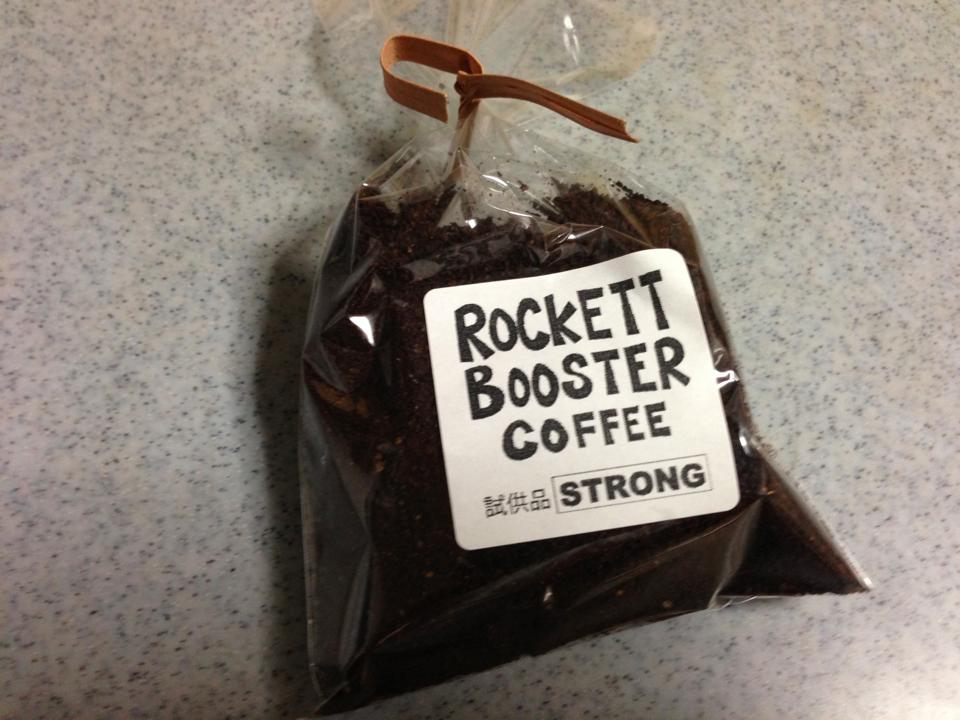 ROCKETT
BOOSTER
COFFEE
試供品 STRONG